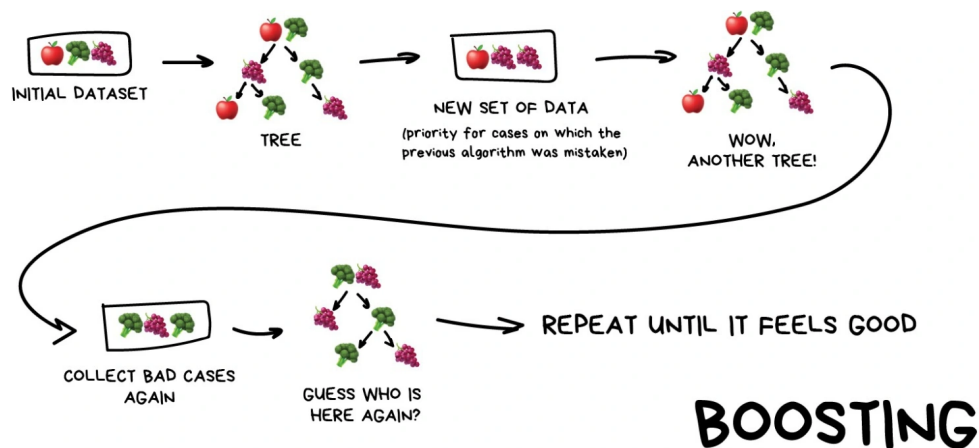 INITIAL DATASET
TREE
NEW SET OF DATA
(priority for cases on which the
previous algorithm was mistaken)
WOW,
ANOTHER TREE!
COLLECT BAD CASES
AGAIN
GUESS WHO IS
HERE AGAIN?
REPEAT UNTIL IT FEELS GOOD
BOOSTING